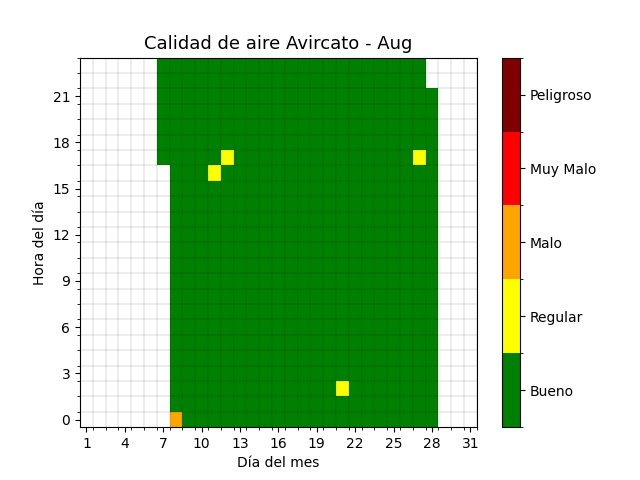 Calidad de aire Avircato - Aug
Hora del día
21
18
15
12
9
6
3
0
1 4 7 10 13 16 19 22 25 28 31
Día del mes
Peligroso
Muy Malo
Malo
Regular
Bueno